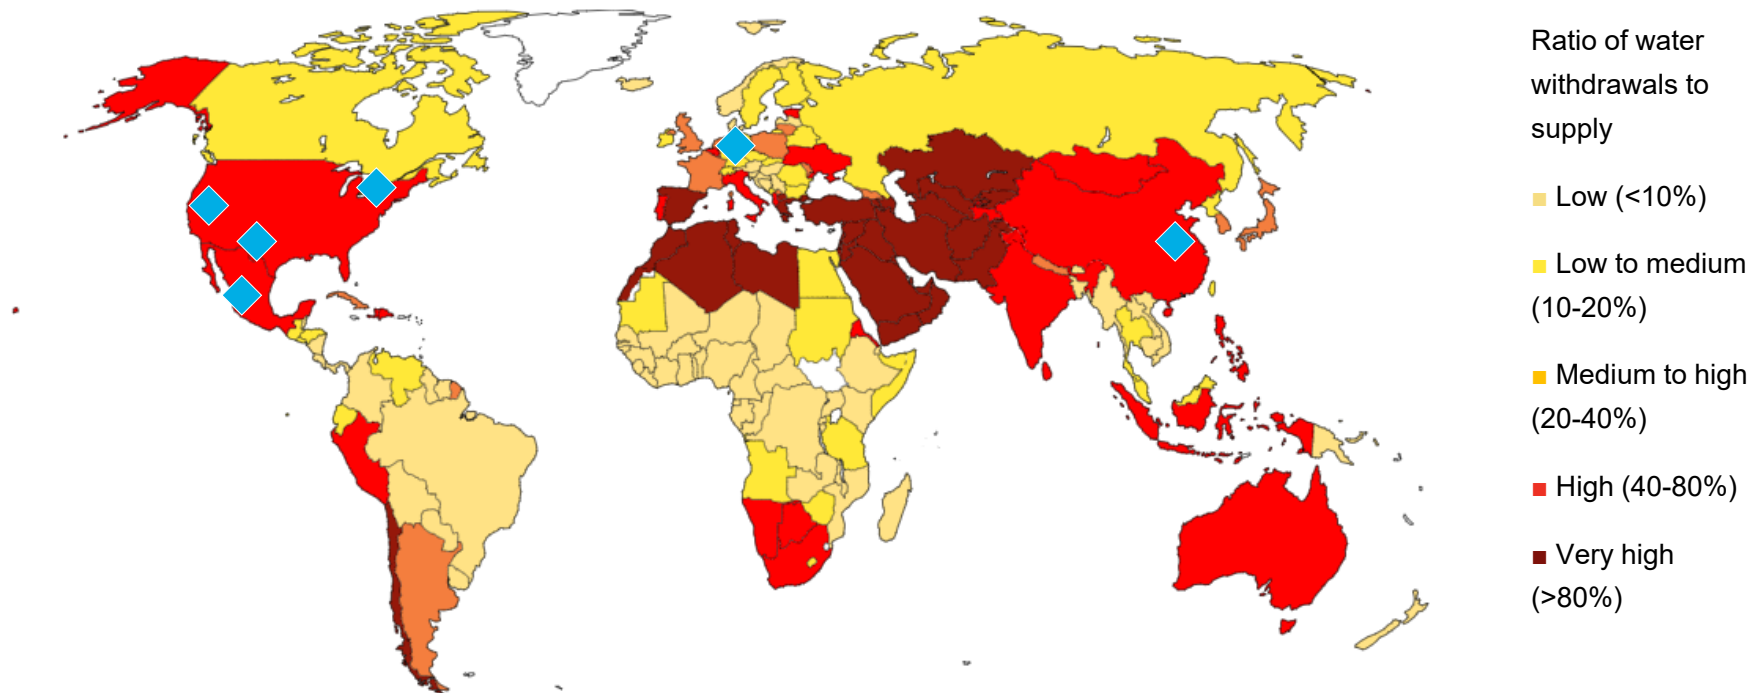 Ratio of water
withdrawals to
supply
Low (<10%)
Low to medium
(10-20%)
Medium to high
(20-40%)
High (40-80%)
Very high
(>80%)